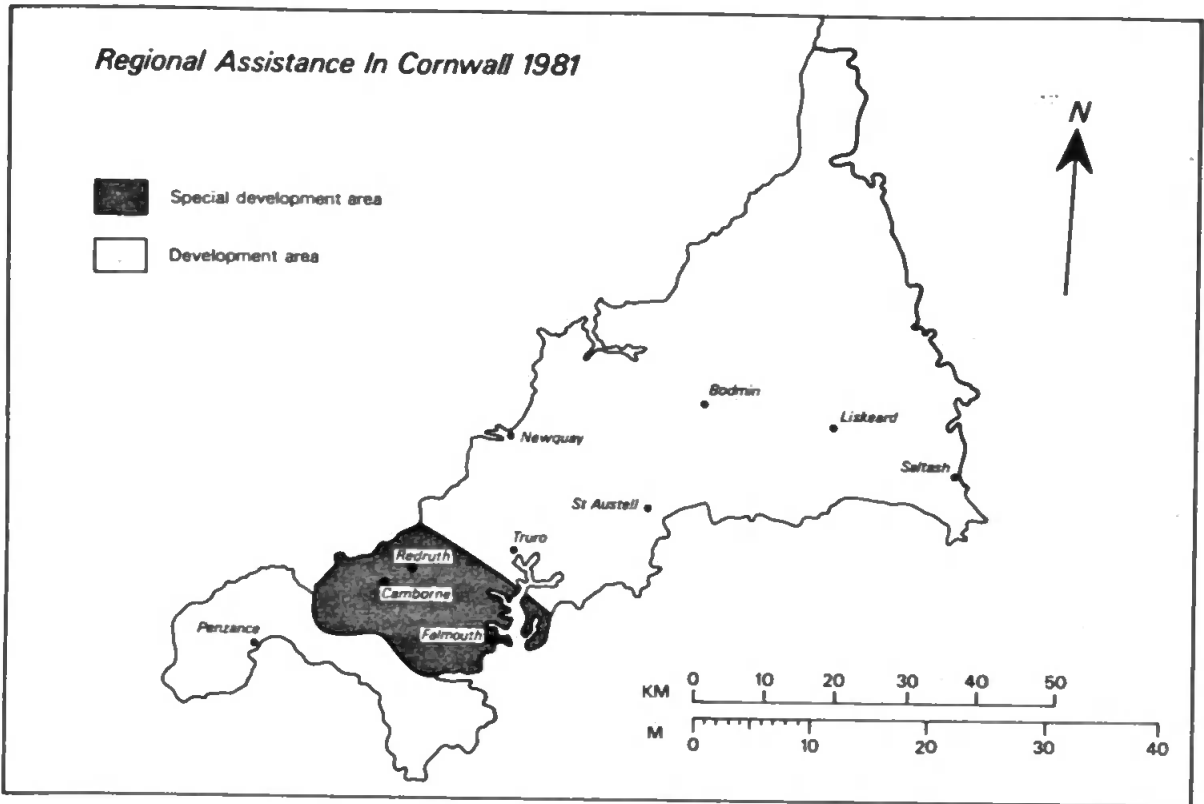 Regional Assistance In Cornwall 1981
N
Special development area
Development area
Bodmin
Liskeard
Newquay
Saltash
St Austell
Truro
Redruth
Camborne
Penzance
Falmouth
KM 0 10 20 30 40 50
M 0 10 22 30 40